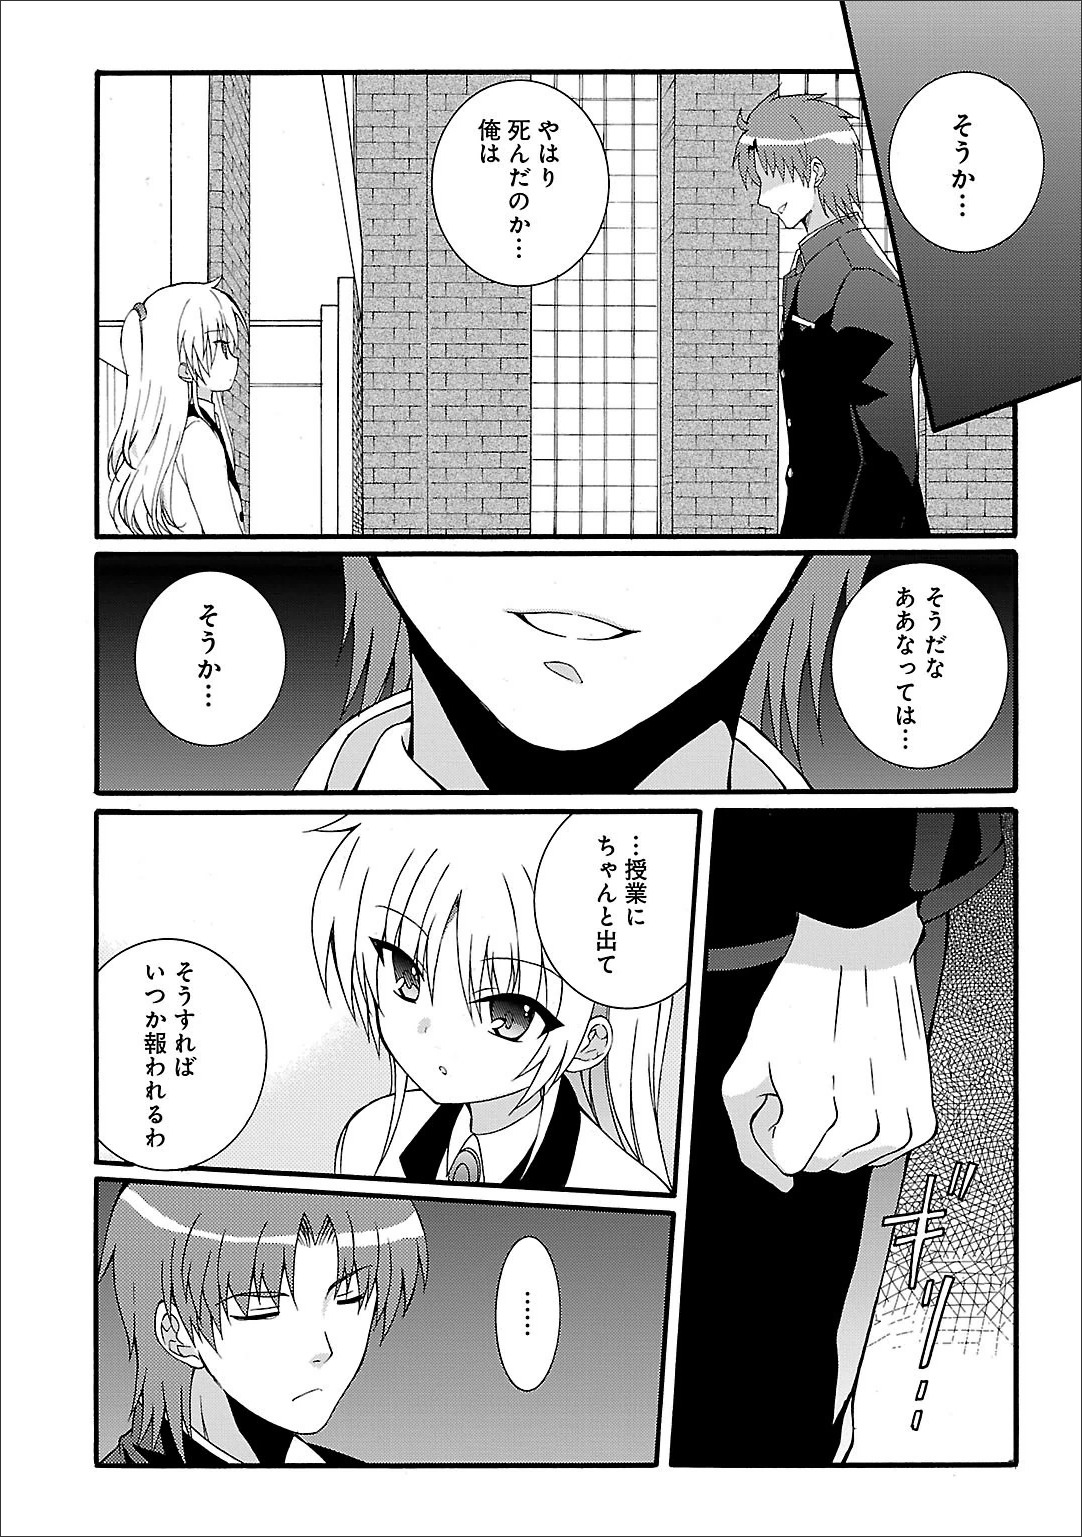 そうか…
やはり
死んだのか…
俺は
そうだな
ああなっては…
そうか…
ギリ…
…授業に
ちゃんと出て
そうすれば
いつか報われるわ
……